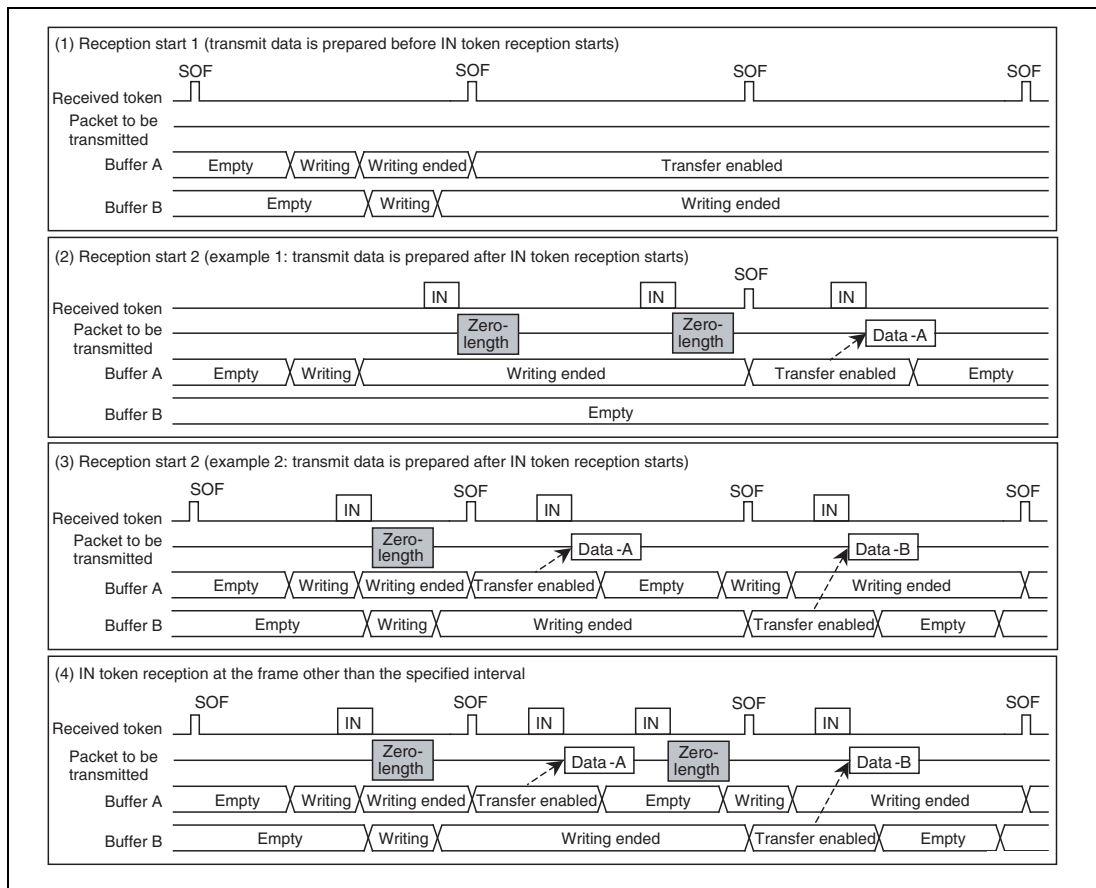 (1) Reception start 1 (transmit data is prepared before IN token reception starts)
SOF SOF SOF SOF
Received token
Packet to be
transmitted
Buffer A Empty Writing Writing ended Transfer enabled
Buffer B Empty Writing Writing ended
(2) Reception start 2 (example 1: transmit data is prepared after IN token reception starts)
SOF
Received token IN IN IN
Packet to be
transmitted
Zero-
length
Zero-
length
Data -A
Buffer A Empty Writing Writing ended Transfer enabled Empty
Buffer B Empty
(3) Reception start 2 (example 2: transmit data is prepared after IN token reception starts)
SOF SOF SOF SOF
Received token IN IN IN
Packet to be
transmitted
Zero-
length
Data -A Data -B
Buffer A Empty Writing Writing ended Transfer enabled Empty Writing Writing ended
Buffer B Empty Writing Writing ended Transfer enabled Empty
(4) IN token reception at the frame other than the specified interval
SOF SOF SOF SOF
Received token IN IN IN IN
Packet to be
transmitted
Zero-
length
Data -A
Zero-
length
Data -B
Buffer A Empty Writing Writing ended Transfer enabled Empty Writing Writing ended
Buffer B Empty Writing Writing ended Transfer enabled Empty